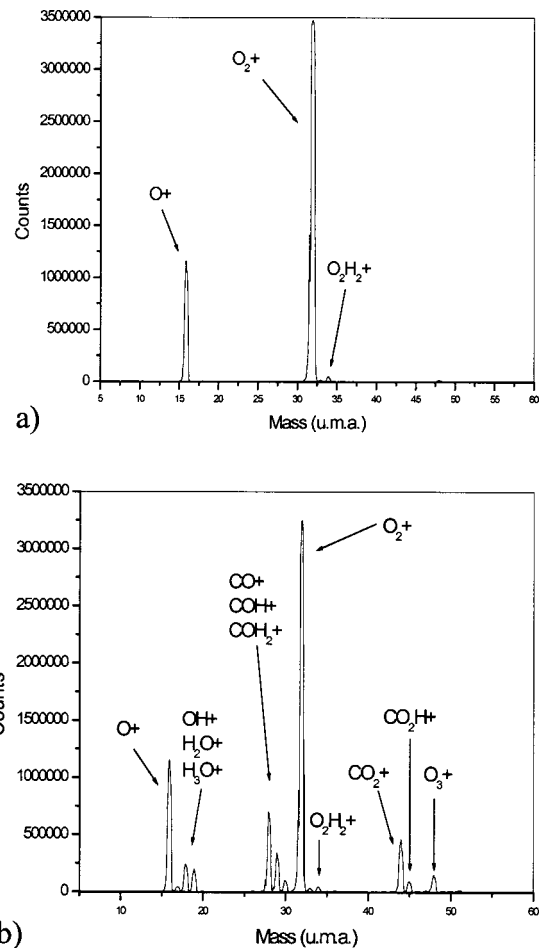 3500000
3000000
2500000
2000000
1500000
1000000
500000
0
Counts
O₂+
O+
O₂H₂+
5 10 15 20 25 30 35 40 45 50 55 60
Mass (u.m.a.)
a)
3500000
3000000
2500000
2000000
1500000
1000000
500000
0
Counts
O₂+
CO+
COH+
COH₂+
O+
OH+
H₂O+
H₃O+
O₂H₂+
CO₂H+
CO₂+
O₃+
10 20 30 40 50 60
Mass (u.m.a.)
b)